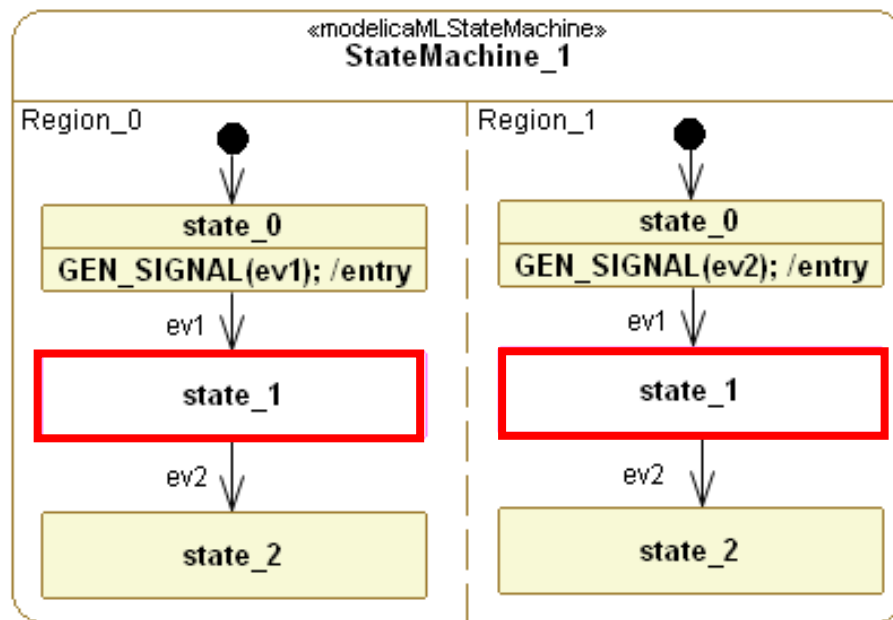 «modelicaMLStateMachine»
StateMachine_1
Region_0
state_0
GEN_SIGNAL(ev1); /entry
ev1
state_1
ev2
state_2
Region_1
state_0
GEN_SIGNAL(ev2); /entry
ev1
state_1
ev2
state_2